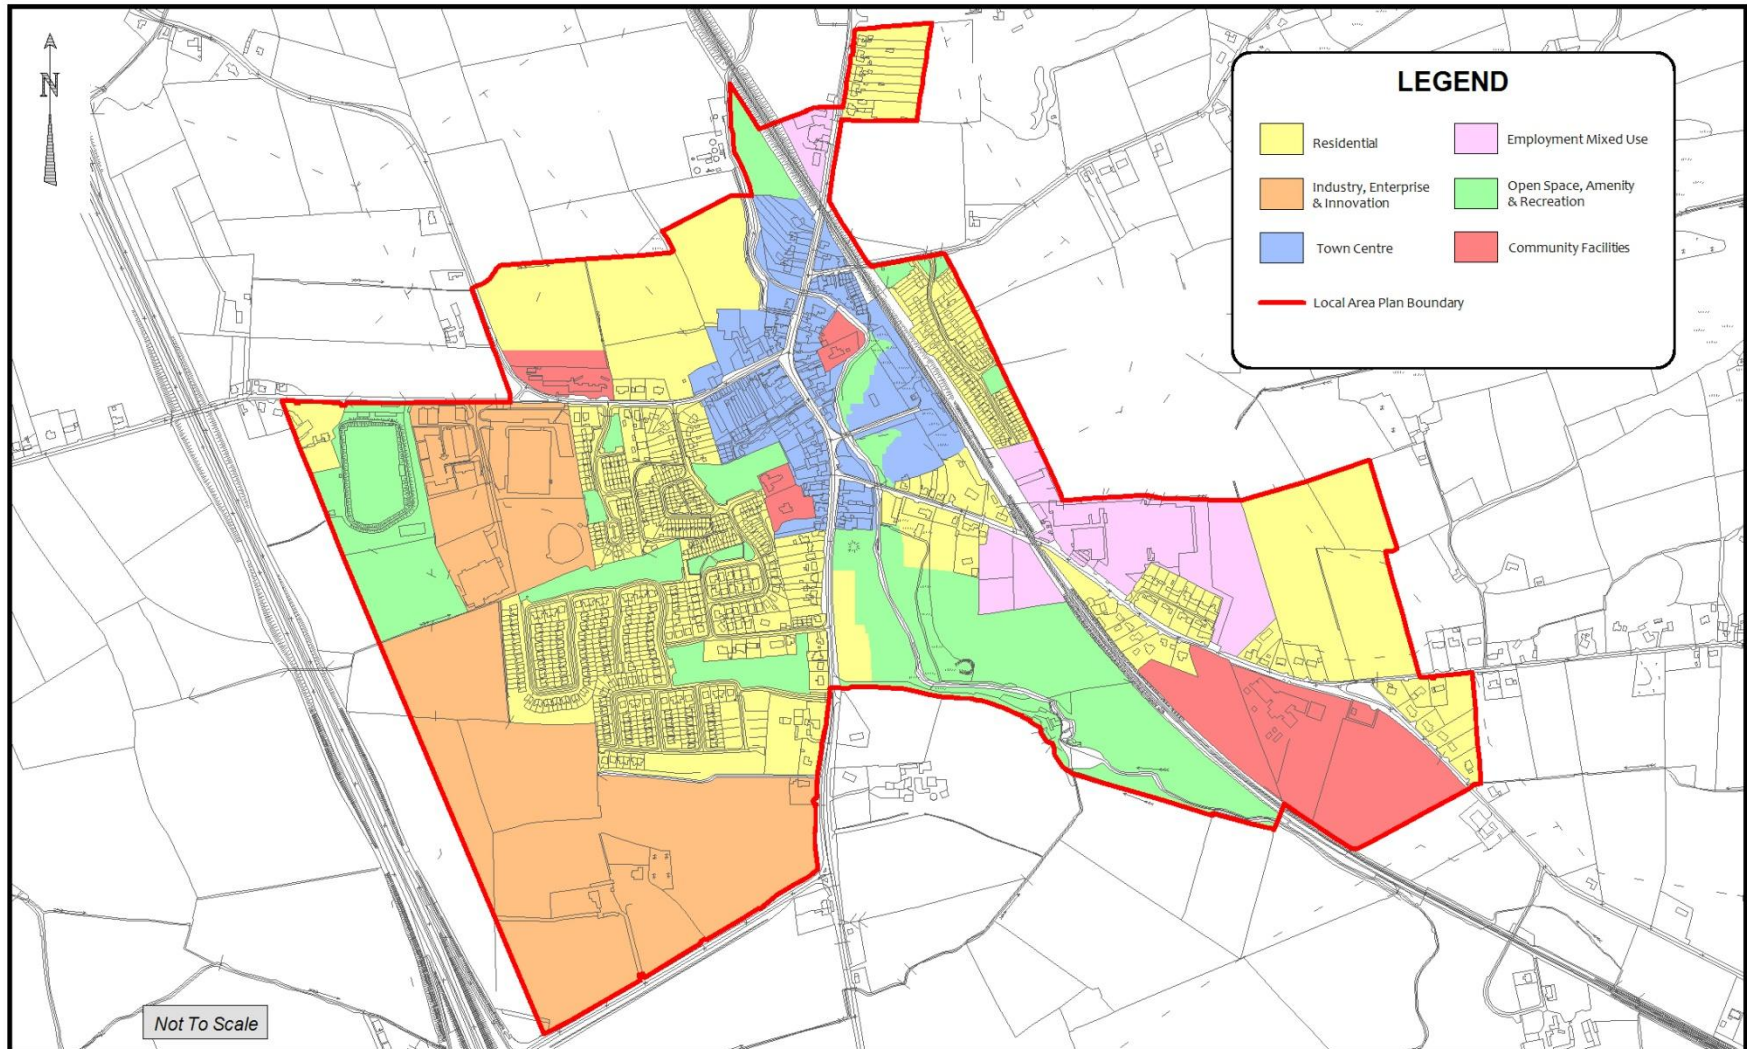 N
LEGEND
Residential
Employment Mixed Use
Industry, Enterprise
& Innovation
Open Space, Amenity
& Recreation
Town Centre
Community Facilities
Local Area Plan Boundary
Not To Scale